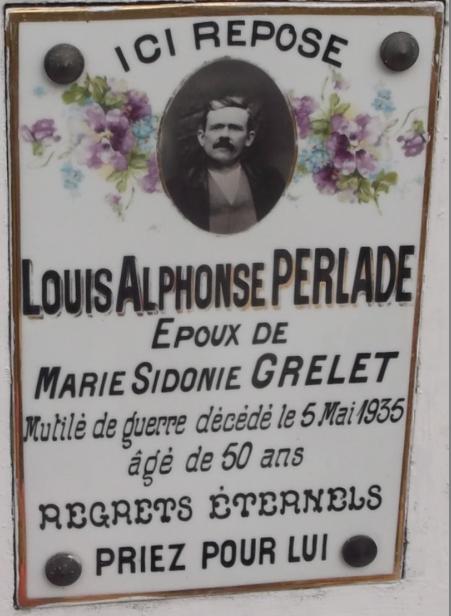 ICI REPOSE
LOUIS ALPHONSE PERLADE
EPOUX DE
MARIE SIDONIE GRELET
Mutilé de guerre décédé le 5 Mai 1935
âgé de 50 ans
REGRETS ÉTERNELS
PRIEZ POUR LUI